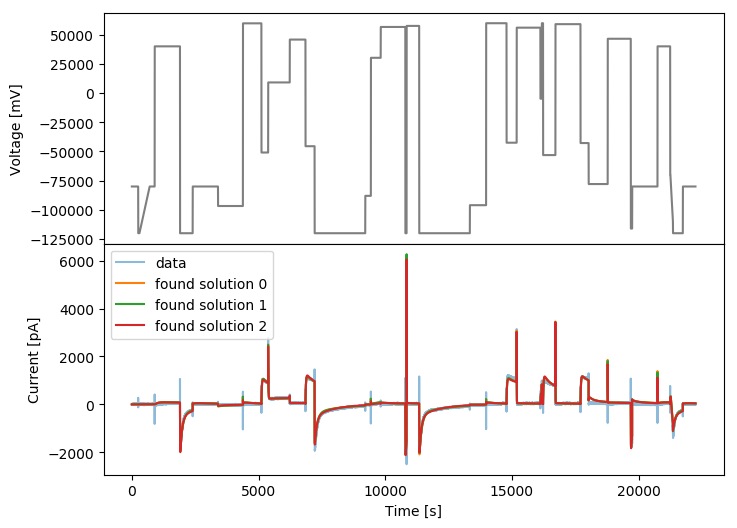 50000
25000
0
−25000
−50000
−75000
−100000
−125000
Voltage [mV]
6000
4000
2000
0
−2000
Current [pA]
data
found solution 0
found solution 1
found solution 2
0
5000
10000
15000
20000
Time [s]